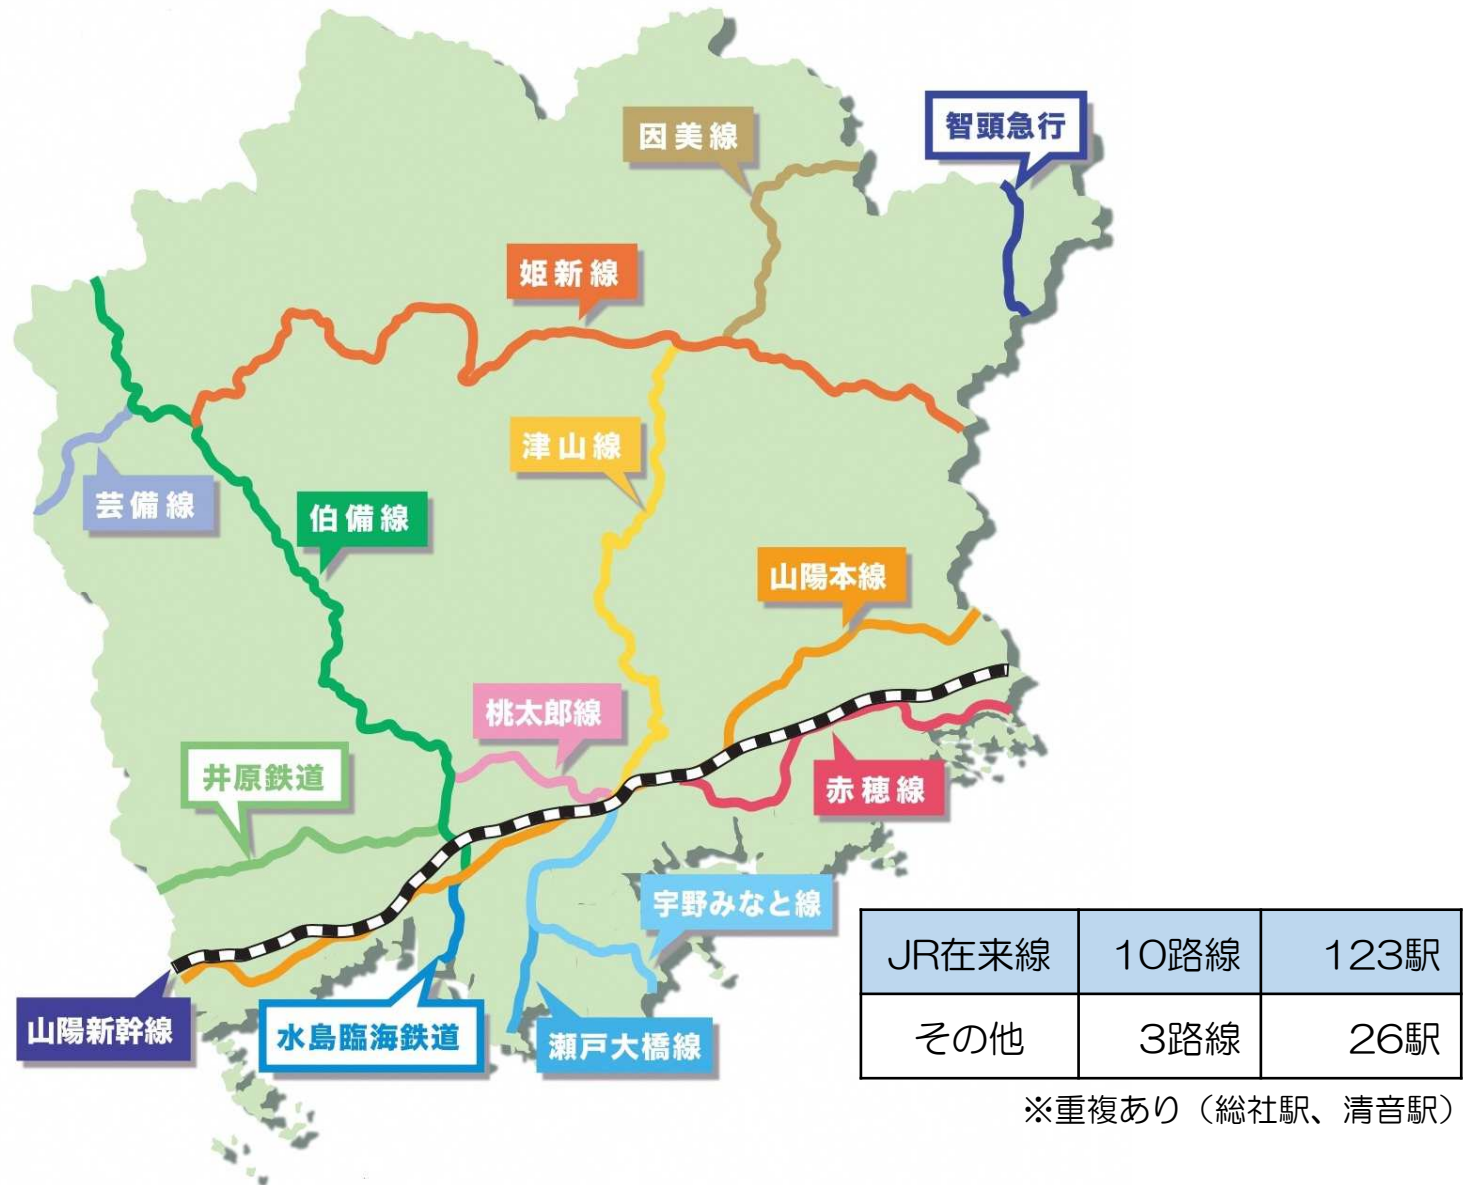 因美線
智頭急行
姫新線
津山線
芸備線
伯備線
山陽本線
桃太郎線
井原鉄道
赤穂線
宇野みなと線
山陽新幹線
水島臨海鉄道
瀬戸大橋線
JR在来線 10路線 123駅
その他 3路線 26駅
※重複あり（総社駅、清音駅）